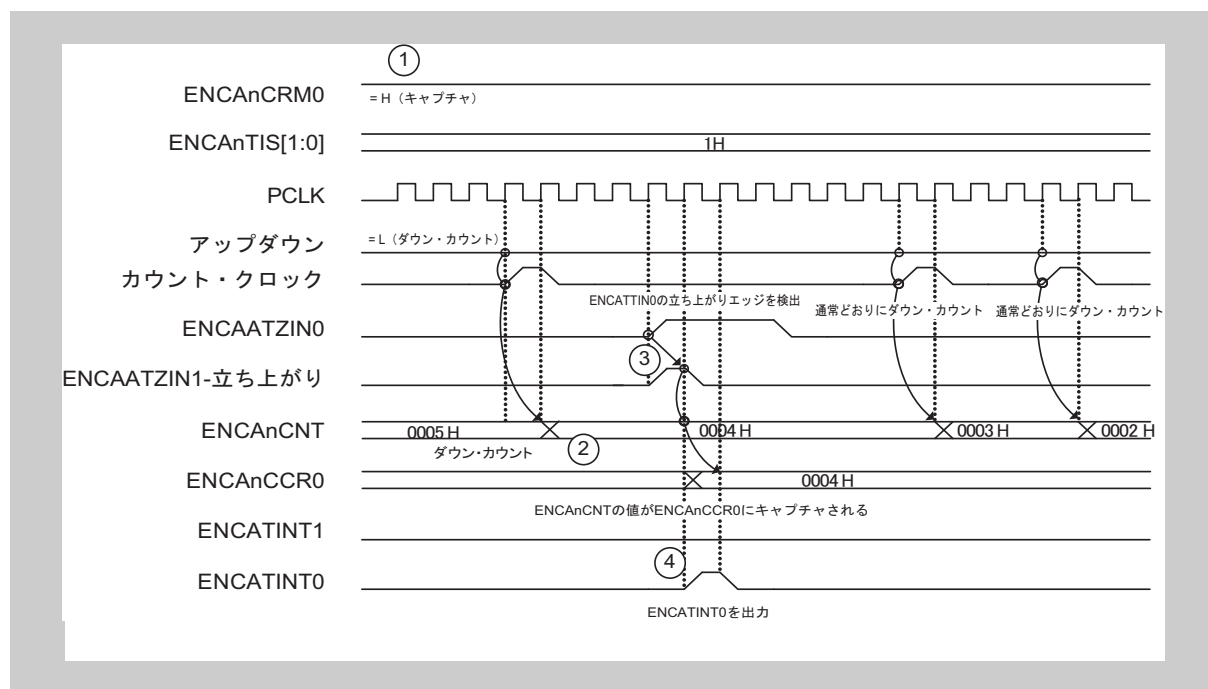 ①
ENCAnCRM0
= H（キャプチャ）
ENCAnTIS[1:0]
1H
PCLK
アップダウン
= L（ダウン・カウント）
カウント・クロック
ENCATTIN0の立ち上がりエッジを検出
通常どおりにダウン・カウント
通常どおりにダウン・カウント
ENCAATZIN0
③
ENCAATZIN1-立ち上がり
ENCAnCNT
0005 H
0004 H
0003 H
0002 H
ダウン・カウント
②
ENCAnCCR0
0004 H
ENCAnCNTの値がENCAnCCR0にキャプチャされる
ENCATINT1
④
ENCATINT0
ENCATINT0を出力